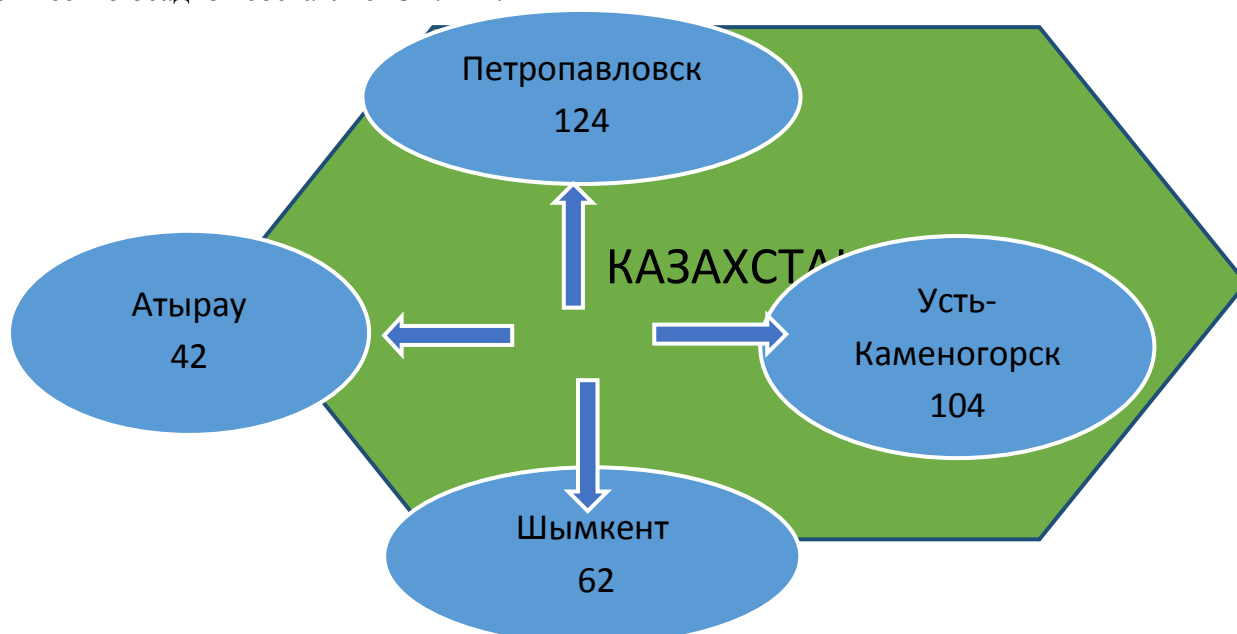 Петропавловск
124
КАЗАХСТА
Атырау
42
Усть-
Каменогорск
104
Шымкент
62